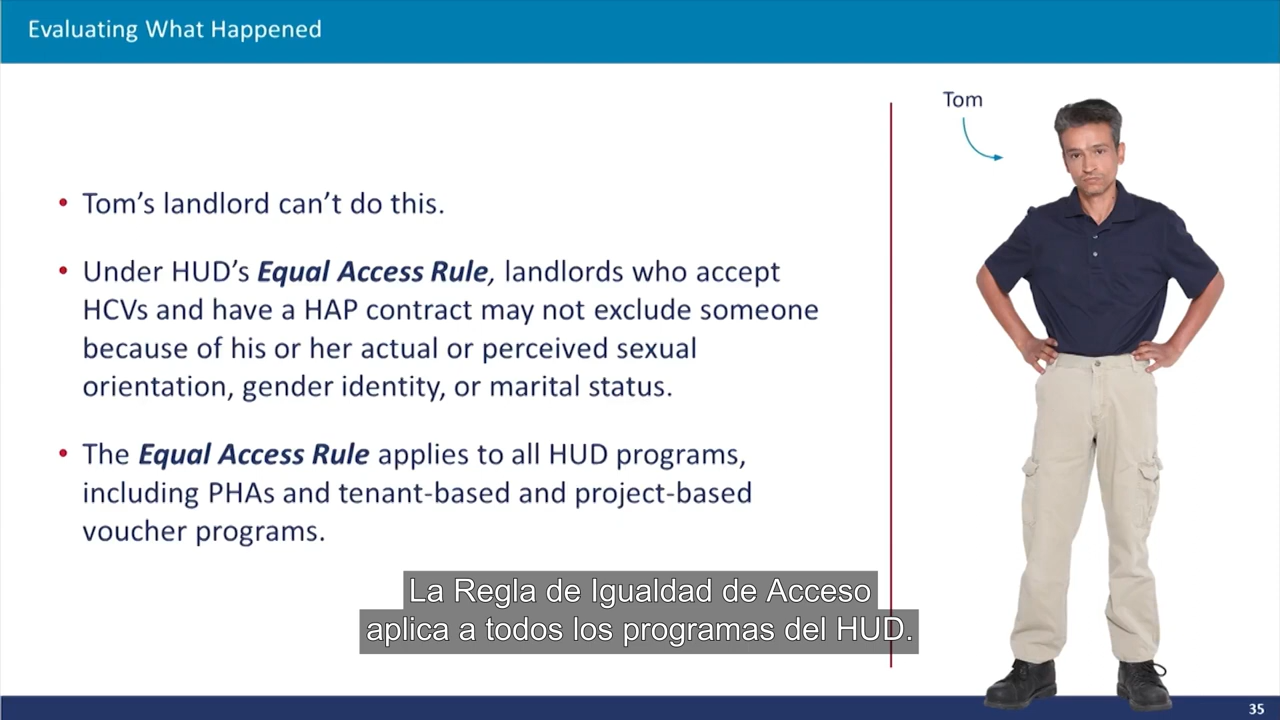 Evaluating What Happened
Tom
• Tom’s landlord can’t do this.
• Under HUD’s Equal Access Rule, landlords who accept
HCVs and have a HAP contract may not exclude someone
because of his or her actual or perceived sexual
orientation, gender identity, or marital status.
• The Equal Access Rule applies to all HUD programs,
including PHAs and tenant-based and project-based
voucher programs.
La Regla de Igualdad de Acceso
aplica a todos los programas del HUD.
35